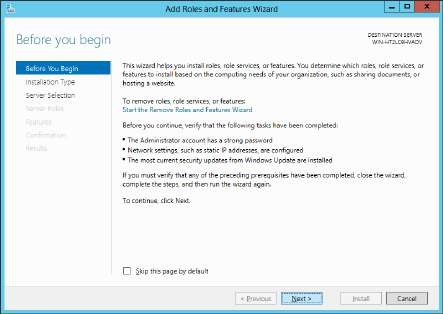 Add Roles and Features Wizard
Before you begin
DESTINATION SERVER
Before You Begin
Installation Type
Server Selection
Server Roles
Features
Confirmation
Results
This wizard helps you install roles, role services, or features. You determine which roles, role services, or
features to install based on the computing needs of your organization, such as sharing documents, or
hosting a website.
To remove roles, role services, or features:
Start the Remove Roles and Features Wizard
Before you continue, verify that the following tasks have been completed:
• The Administrator account has a strong password
• Network settings, such as static IP addresses, are configured
• The most current security updates from Windows Update are installed
If you must verify that any of the preceding prerequisites have been completed, close the wizard,
complete the steps, and then run the wizard again.
To continue, click Next.
Skip this page by default
< Previous
Next >
Install
Cancel